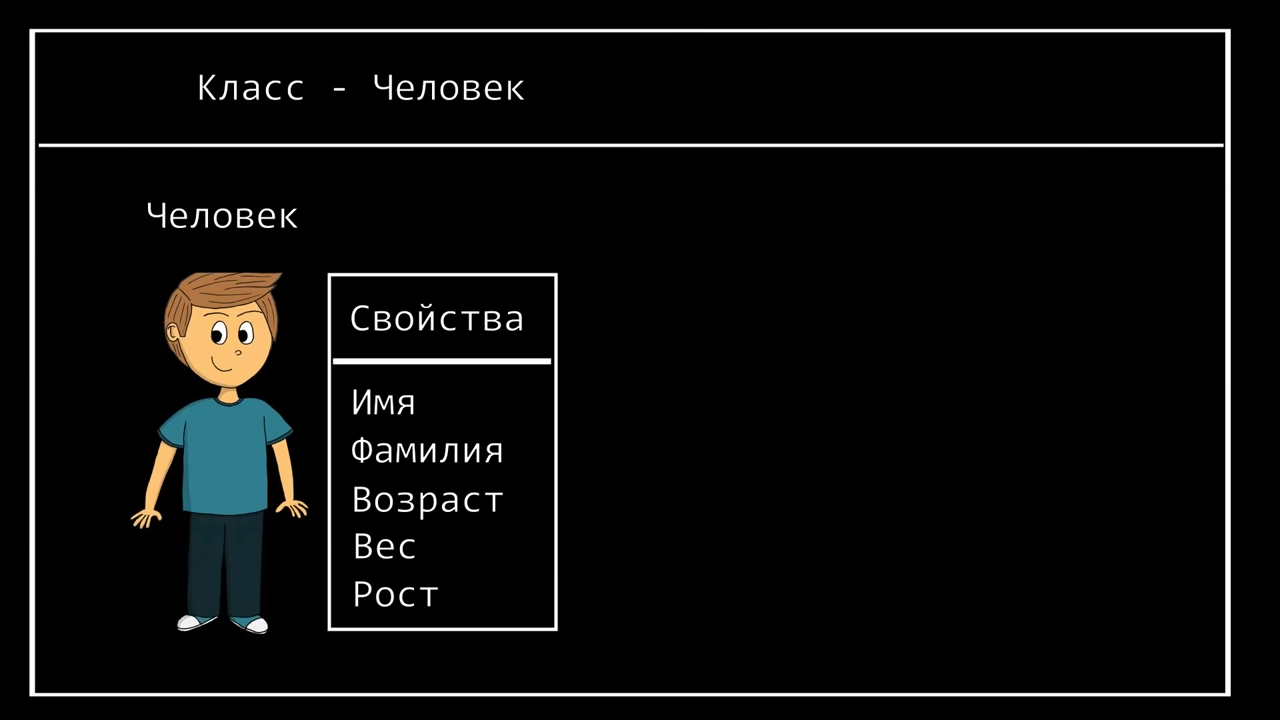 Класс - Человек
Человек
Свойства
Имя
Фамилия
Возраст
Вес
Рост